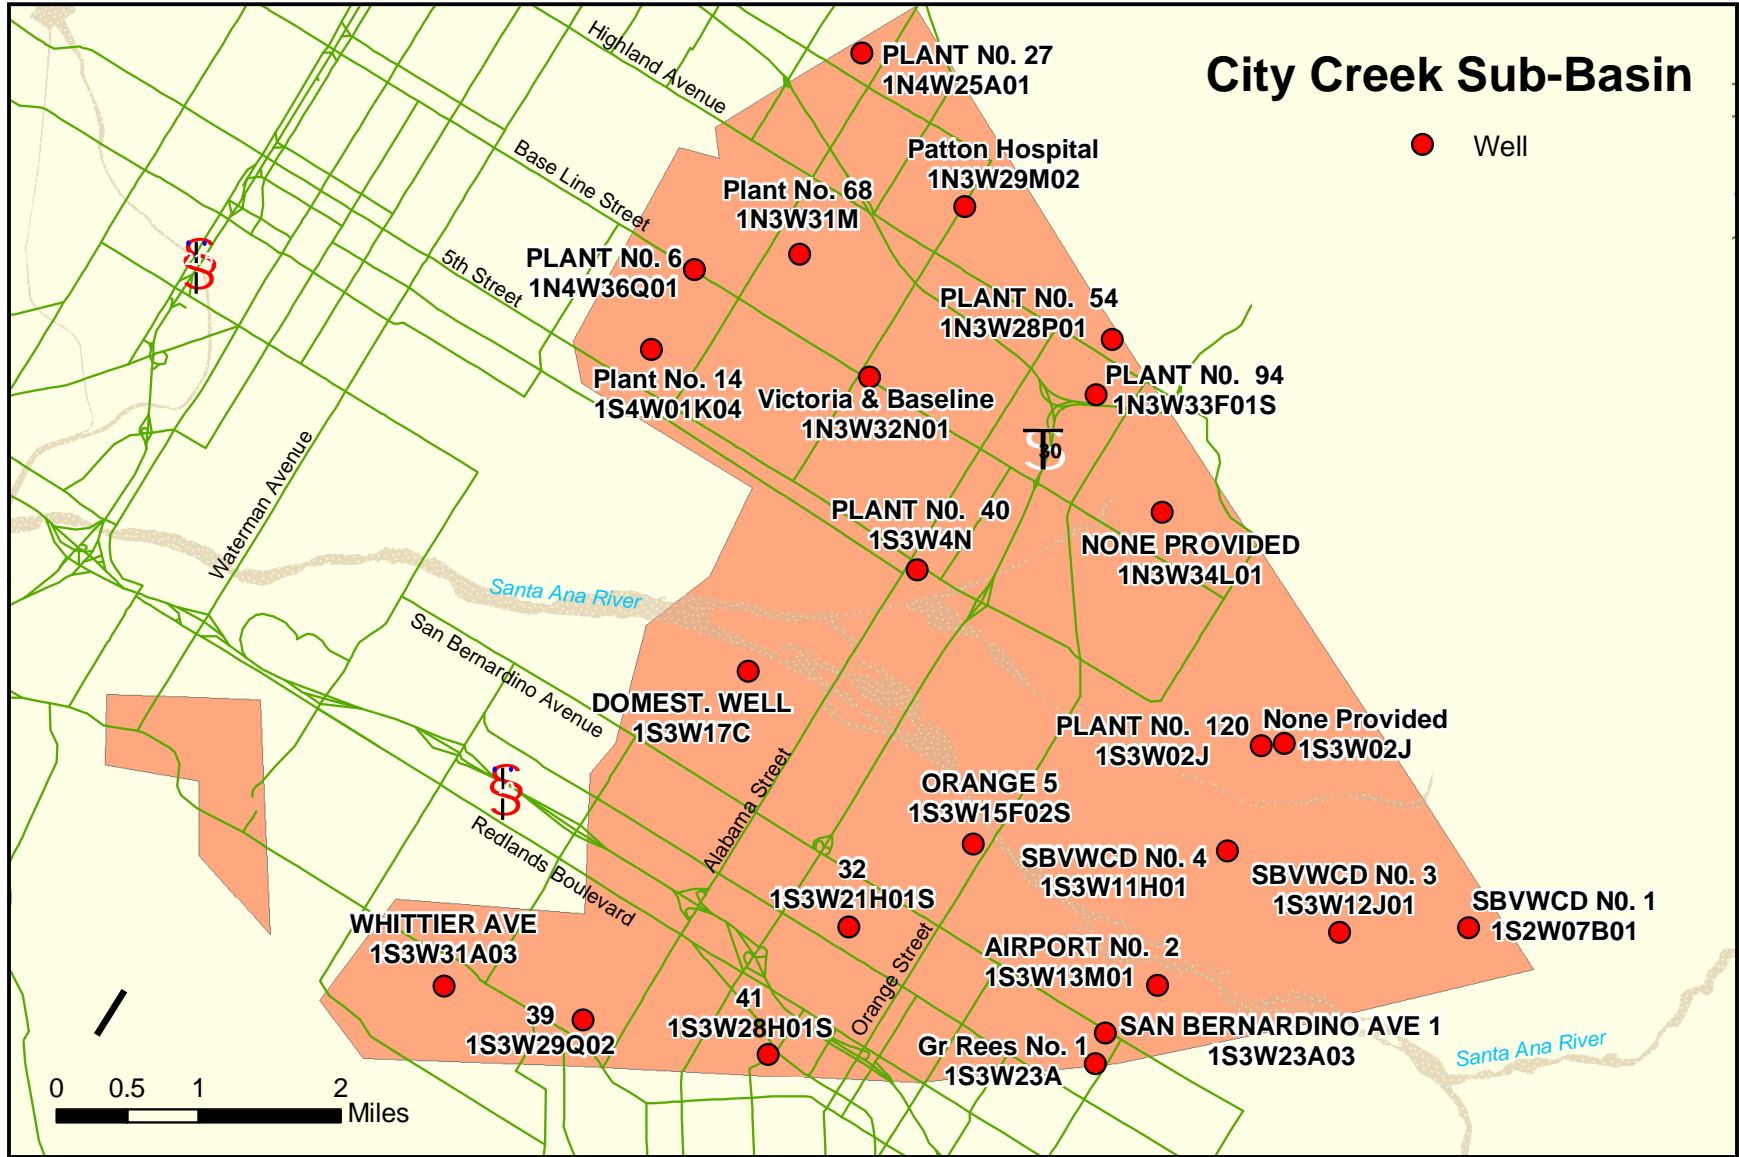 City Creek Sub-Basin
Well
Highland Avenue
PLANT N0. 27
1N4W25A01
Base Line Street
Patton Hospital
1N3W29M02
Plant No. 68
1N3W31M
5th Street
PLANT N0. 6
1N4W36Q01
PLANT N0. 54
1N3W28P01
Plant No. 14
1S4W01K04
Victoria & Baseline
1N3W32N01
PLANT N0. 94
1N3W33F01S
30
Waterman Avenue
PLANT N0. 40
1S3W4N
NONE PROVIDED
1N3W34L01
Santa Ana River
San Bernardino Avenue
DOMEST. WELL
1S3W17C
PLANT N0. 120
1S3W02J
None Provided
1S3W02J
Alabama Street
ORANGE 5
1S3W15F02S
Redlands Boulevard
32
1S3W21H01S
SBVWCD N0. 4
1S3W11H01
SBVWCD N0. 3
1S3W12J01
SBVWCD N0. 1
1S2W07B01
WHITTIER AVE
1S3W31A03
Orange Street
AIRPORT N0. 2
1S3W13M01
39
1S3W29Q02
41
1S3W28H01S
Gr Rees No. 1
1S3W23A
SAN BERNARDINO AVE 1
1S3W23A03
Santa Ana River
0 0.5 1 2
Miles